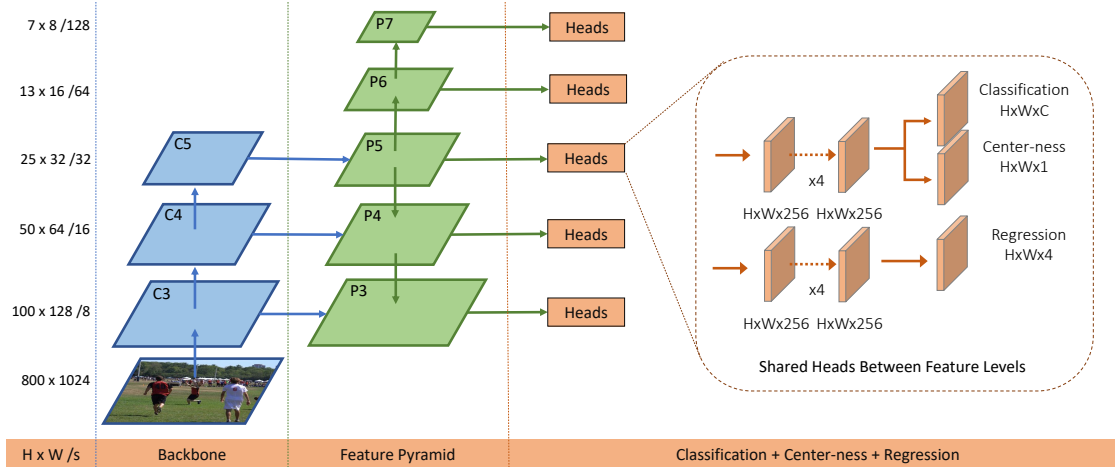 7 x 8 /128
P7
Heads
13 x 16 /64
P6
Heads
25 x 32 /32
C5
P5
Heads
50 x 64 /16
C4
P4
Heads
100 x 128 /8
C3
P3
Heads
800 x 1024
Classification
HxWxC
Center-ness
HxWx1
x4
HxWx256 HxWx256
Regression
HxWx4
x4
HxWx256 HxWx256
Shared Heads Between Feature Levels
H x W /s
Backbone
Feature Pyramid
Classification + Center-ness + Regression